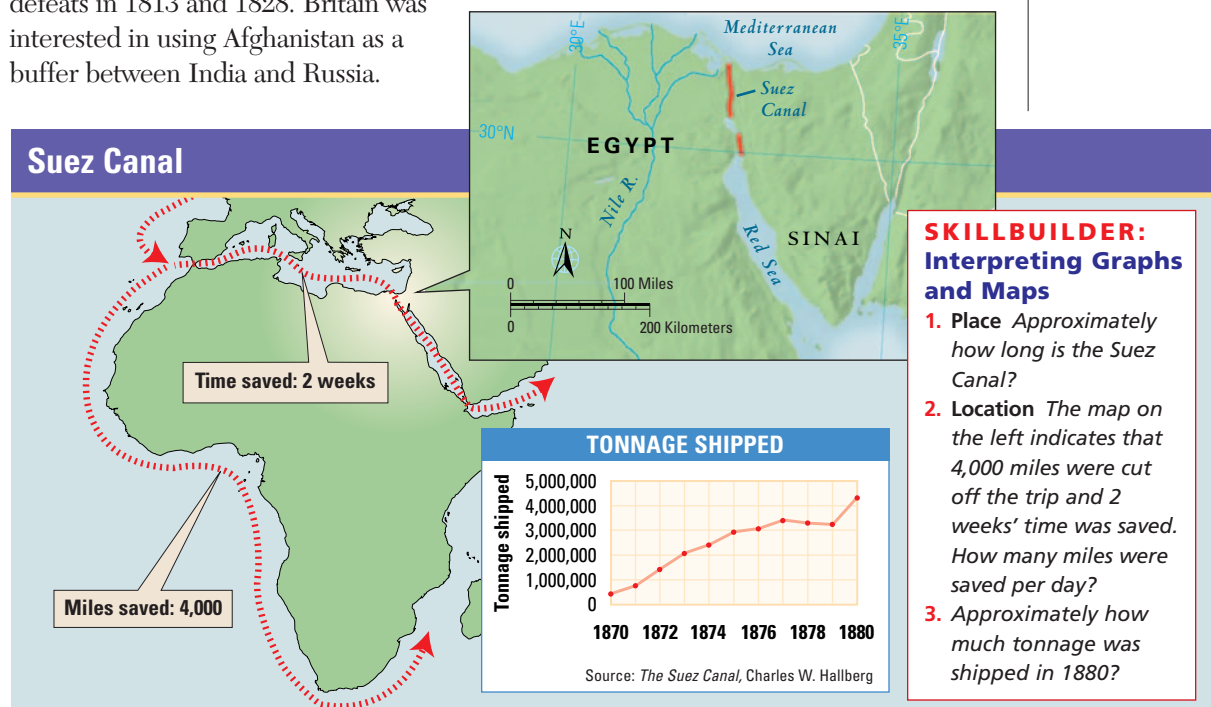 defeats in 1813 and 1828. Britain was
interested in using Afghanistan as a
buffer between India and Russia.
30°E
Mediterranean
Sea
35°E
Suez
Canal
30°N
EGYPT
Nile R.
Red Sea
SINAI
N
0 100 Miles
0 200 Kilometers
Suez Canal
Time saved: 2 weeks
Miles saved: 4,000
TONNAGE SHIPPED
Tonnage shipped
5,000,000
4,000,000
3,000,000
2,000,000
1,000,000
0
1870 1872 1874 1876 1878 1880
Source: The Suez Canal, Charles W. Hallberg
SKILLBUILDER:
Interpreting Graphs
and Maps
1. Place Approximately
how long is the Suez
Canal?
2. Location The map on
the left indicates that
4,000 miles were cut
off the trip and 2
weeks' time was saved.
How many miles were
saved per day?
3. Approximately how
much tonnage was
shipped in 1880?